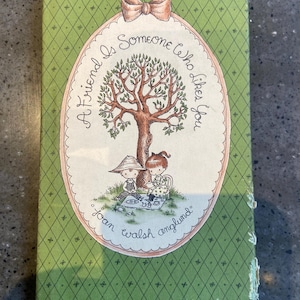 A Friend Is Someone Who Likes You
joan walsh anglund